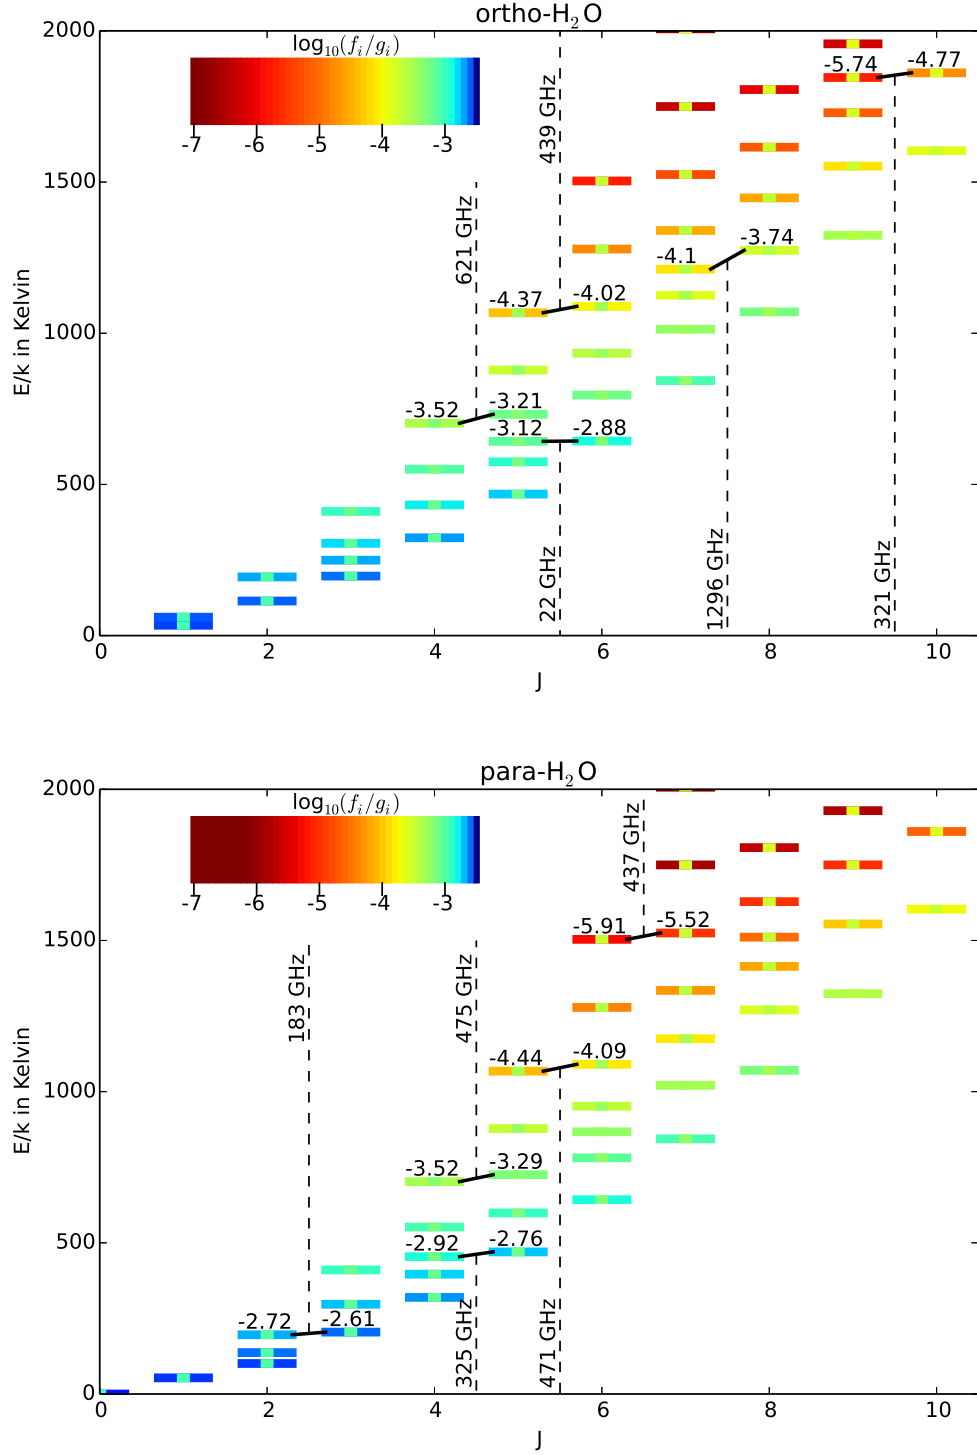 ortho-H₂O
log₁₀(fᵢ/gᵢ)
-7 -6 -5 -4 -3
2000
1500
1000
500
0
E/k in Kelvin
-5.74 -4.77
439 GHz
621 GHz
-4.1 -3.74
-4.37 -4.02
-3.52 -3.21
-3.12 -2.88
22 GHz
1296 GHz
321 GHz
0 2 4 6 8 10
J
para-H₂O
log₁₀(fᵢ/gᵢ)
-7 -6 -5 -4 -3
2000
1500
1000
500
0
E/k in Kelvin
437 GHz
-5.91 -5.52
183 GHz
475 GHz
-4.44 -4.09
-3.52 -3.29
-2.92 -2.76
-2.72 -2.61
325 GHz
471 GHz
0 2 4 6 8 10
J